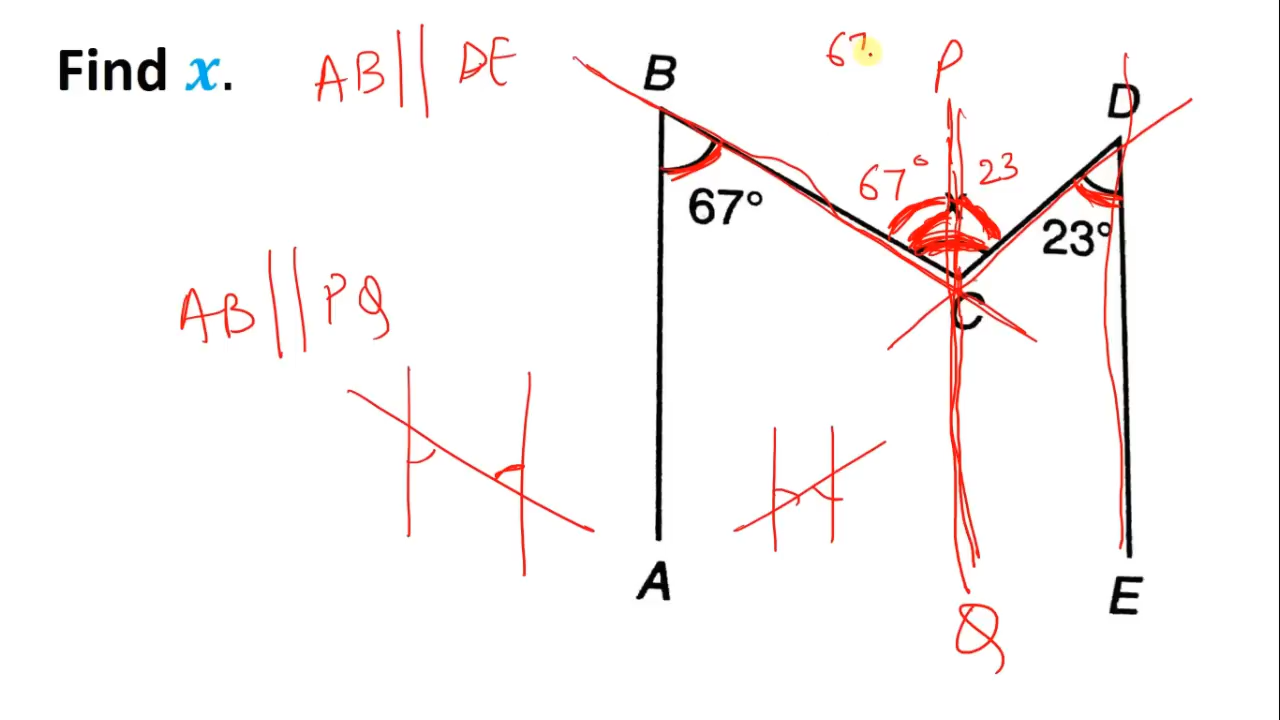 Find x.
AB || DE
B
67.
P
D
67°
23
67°
23°
C
AB || PQ
A
E
Q